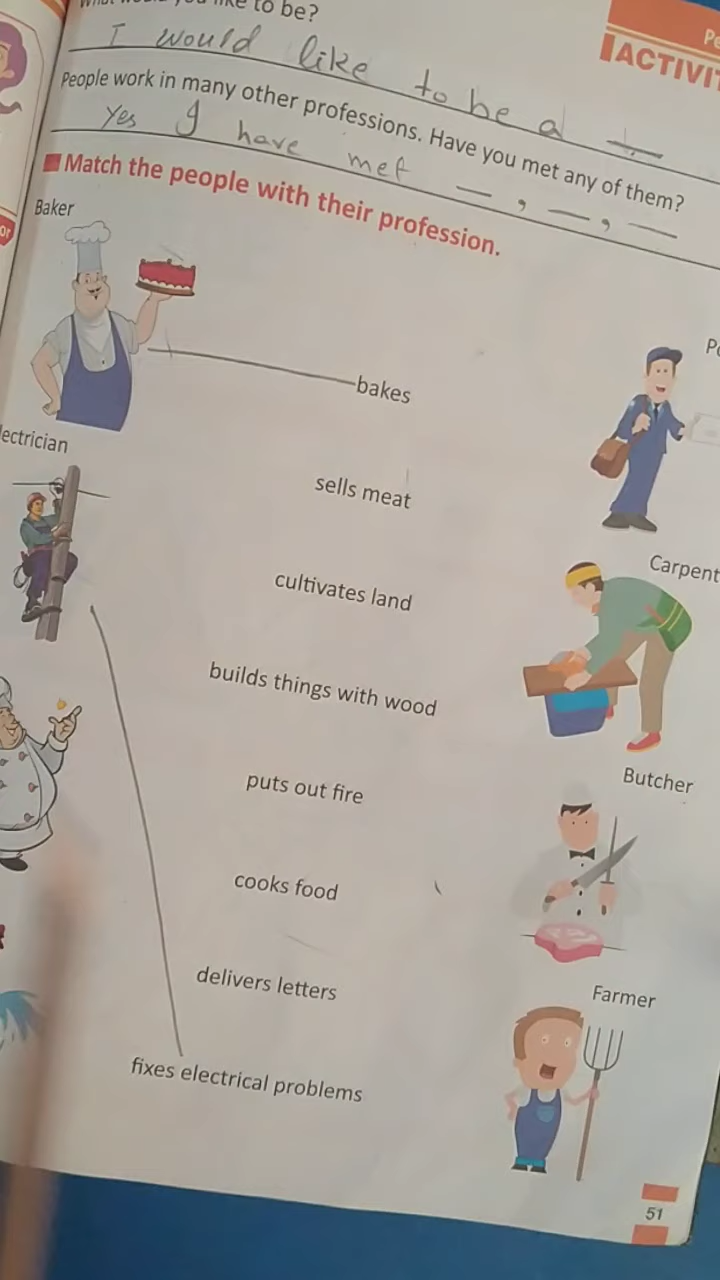 to be?
I would like to be a
ACTIVI
People work in many other professions. Have you met any of them?
Yes I have met —, —, —
Match the people with their profession.
Baker
bakes
lectrician
sells meat
Carpent
cultivates land
builds things with wood
Butcher
puts out fire
cooks food
Farmer
delivers letters
fixes electrical problems
51